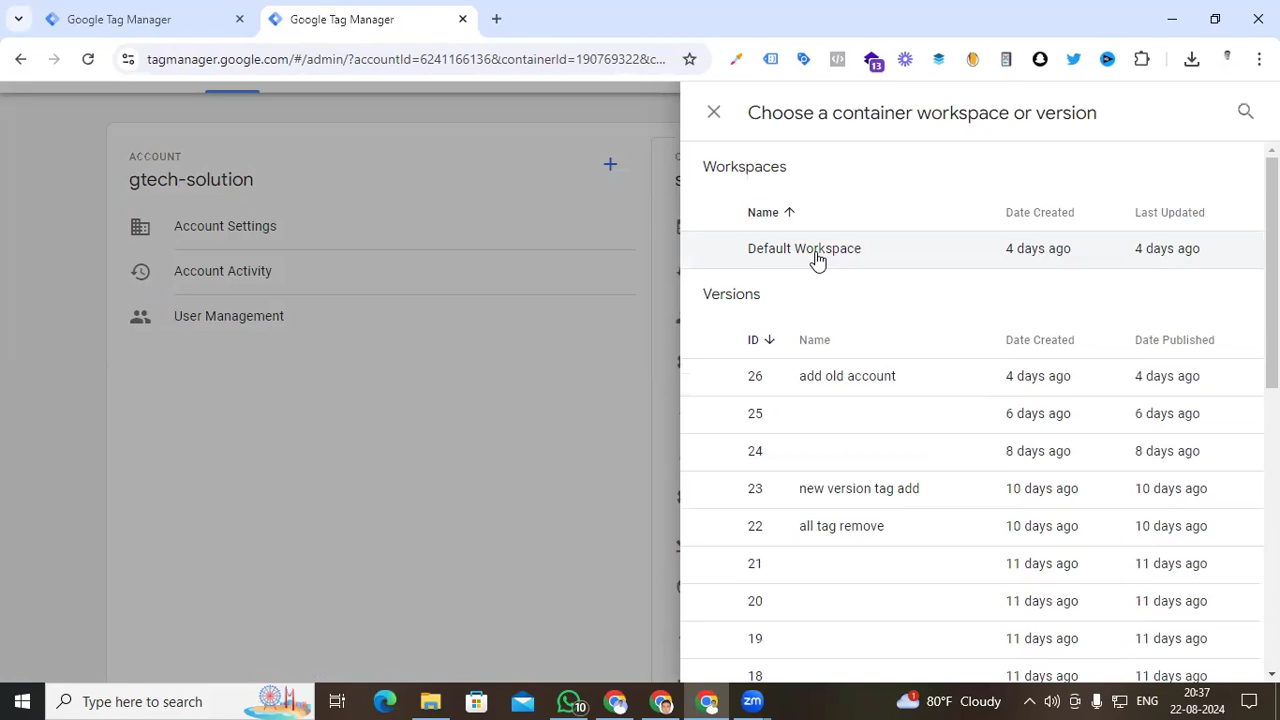 Google Tag Manager
Google Tag Manager
tagmanager.google.com/#/admin/?accountId=6241166136&containerId=190769322&c...
13
ACCOUNT
gtech-solution
Account Settings
Account Activity
User Management
Choose a container workspace or version
Workspaces
Name Date Created Last Updated
Default Workspace 4 days ago 4 days ago
Versions
ID Name Date Created Date Published
26 add old account 4 days ago 4 days ago
25 6 days ago 6 days ago
24 8 days ago 8 days ago
23 new version tag add 10 days ago 10 days ago
22 all tag remove 10 days ago 10 days ago
21 11 days ago 11 days ago
20 11 days ago 11 days ago
19 11 days ago 11 days ago
18 11 days ago 11 days ago
Type here to search
10
zm
1
80°F Cloudy
ENG
20:37
22-08-2024